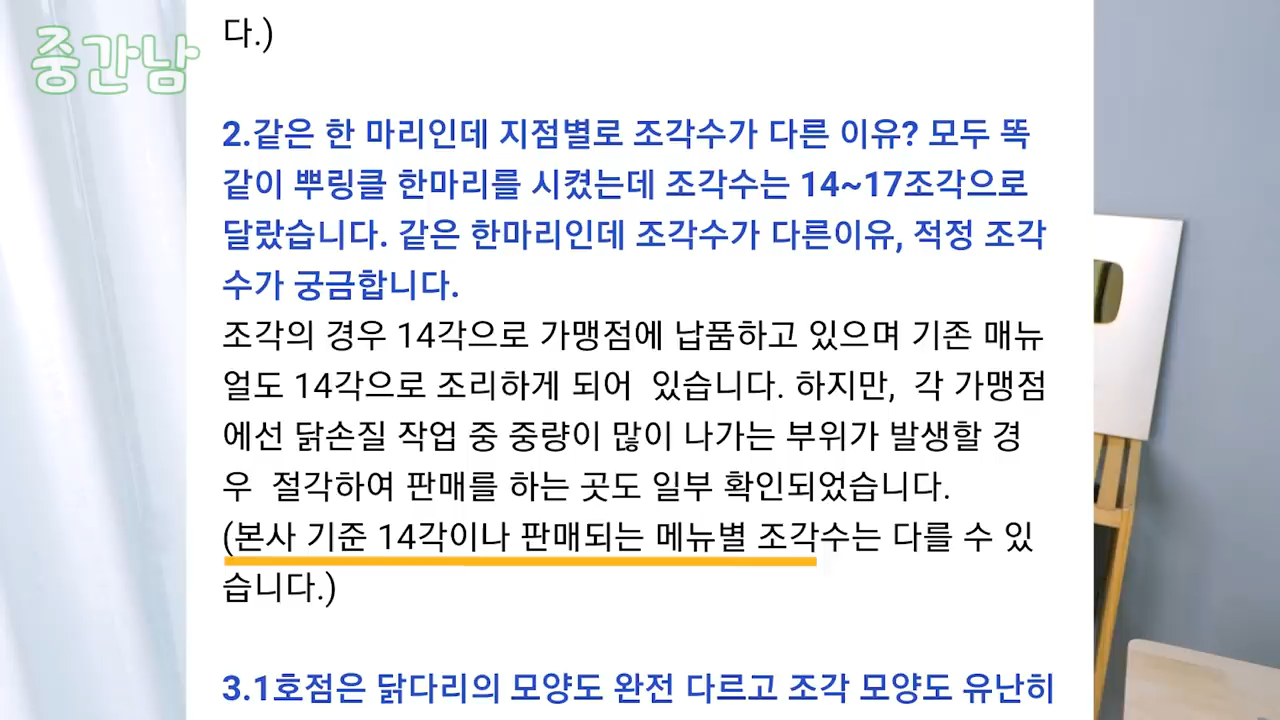 중간남
다.)
2.같은 한 마리인데 지점별로 조각수가 다른 이유? 모두 똑
같이 뿌링클 한마리를 시켰는데 조각수는 14~17조각으로
달랐습니다. 같은 한마리인데 조각수가 다른이유, 적정 조각
수가 궁금합니다.
조각의 경우 14각으로 가맹점에 납품하고 있으며 기존 매뉴
얼도 14각으로 조리하게 되어  있습니다. 하지만,  각 가맹점
에선 닭손질 작업 중 중량이 많이 나가는 부위가 발생할 경
우  절각하여 판매를 하는 곳도 일부 확인되었습니다.
(본사 기준 14각이나 판매되는 메뉴별 조각수는 다를 수 있
습니다.)
3.1호점은 닭다리의 모양도 완전 다르고 조각 모양도 유난히